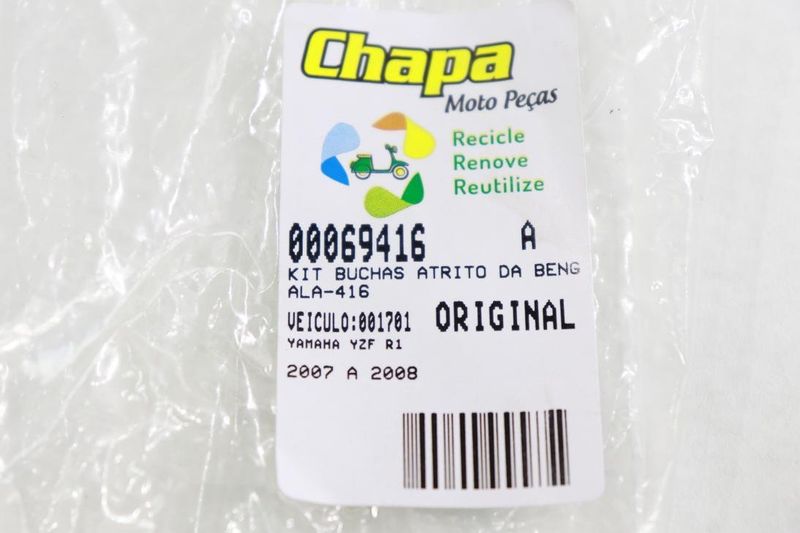 Chapa
Moto Peças
Recicle
Renove
Reutilize
00069416 A
KIT BUCHAS ATRITO DA BENG
ALA-416
VEICULO:001701 ORIGINAL
YAMAHA YZF R1
2007 A 2008